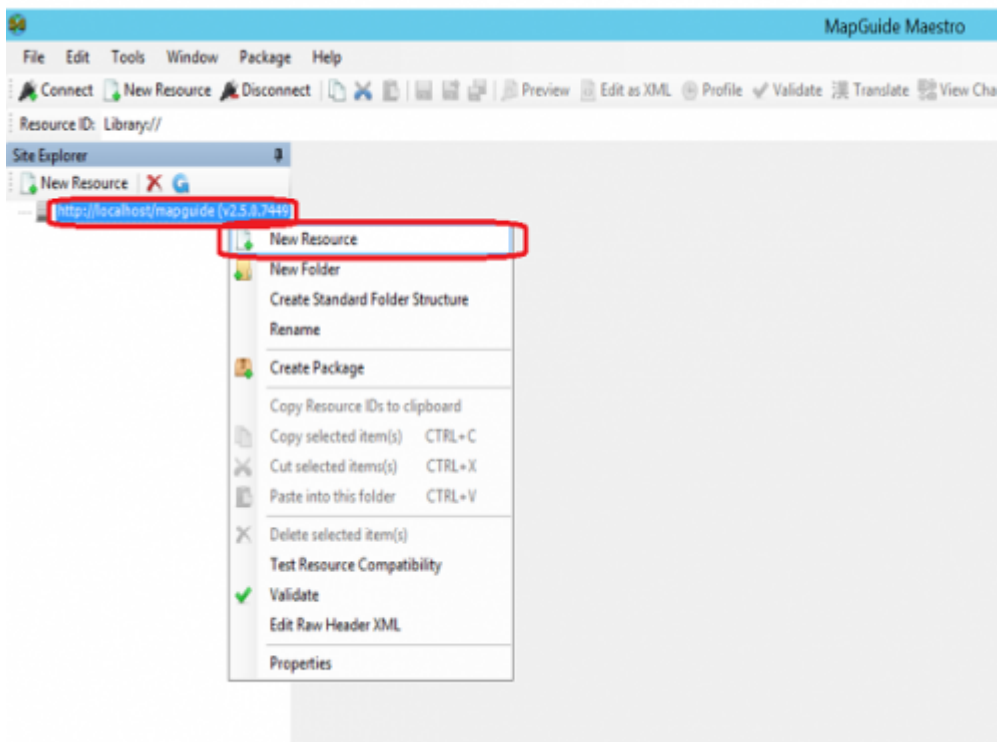 MapGuide Maestro
File Edit Tools Window Package Help
Connect New Resource Disconnect Preview Edit as XML Profile Validate Translate View Cha
Resource ID: Library://
Site Explorer
New Resource
http://localhost/mapguide (v2.5.0.7449)
New Resource
New Folder
Create Standard Folder Structure
Rename
Create Package
Copy Resource IDs to clipboard
Copy selected item(s) CTRL+C
Cut selected items(s) CTRL+X
Paste into this folder CTRL+V
Delete selected item(s)
Test Resource Compatibility
Validate
Edit Raw Header XML
Properties